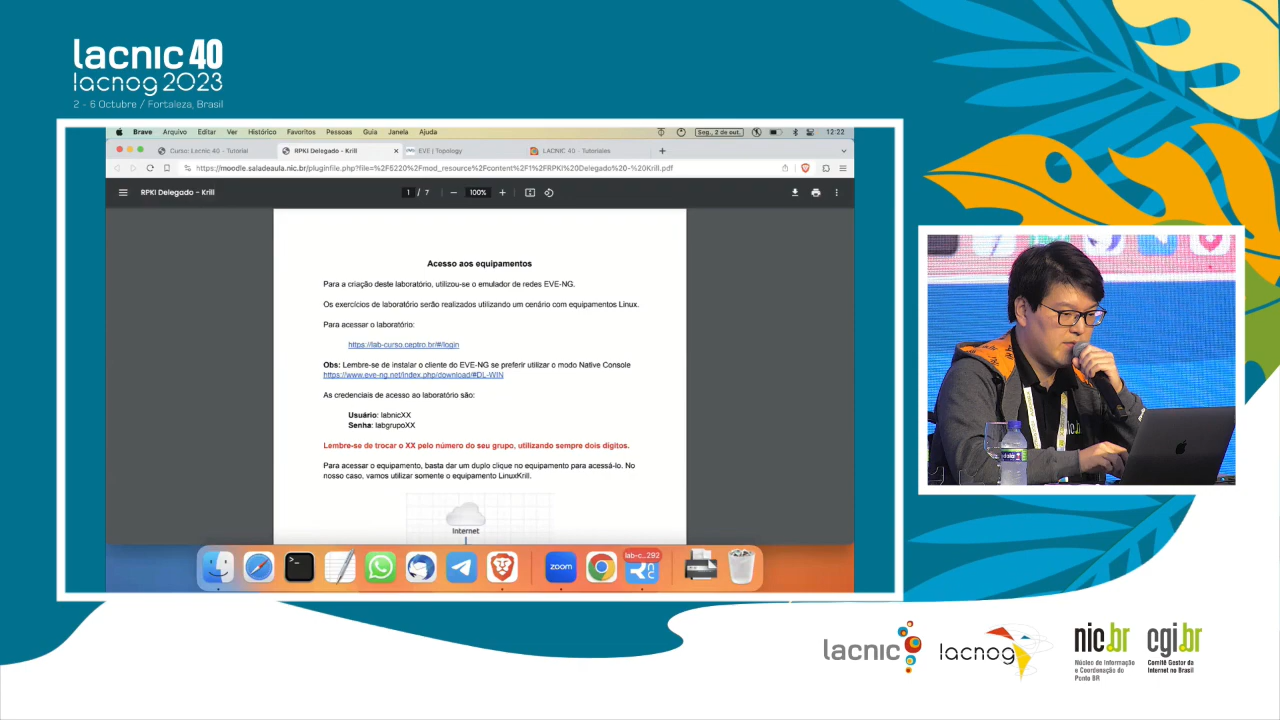 lacnic 40
lacnog 2023
2 - 6 Octubre / Fortaleza, Brasil
Brave Arquivo Editar Ver Histórico Favoritos Pessoas Guia Janela Ajuda Seg., 2 de out. 12:22
Curso: Lacnic 40 - Tutorial
RPKI Delegado - Krill
EVE | Topology
LACNIC 40 - Tutoriales
https://moodle.saladeaula.nic.br/pluginfile.php?file=%2F5220%2Fmod_resource%2Fcontent%2F1%2FRPKI%20Delegado%20-%20Krill.pdf
RPKI Delegado - Krill 1 / 7 100%
Acesso aos equipamentos
Para a criação deste laboratório, utilizou-se o emulador de redes EVE-NG.
Os exercícios de laboratório serão realizados utilizando um cenário com equipamentos Linux.
Para acessar o laboratório:
https://lab-curso.ceptro.br/#/login
Obs: Lembre-se de instalar o cliente do EVE-NG se preferir utilizar o modo Native Console
https://www.eve-ng.net/index.php/download/#DL-WIN
As credenciais de acesso ao laboratório são:
Usuário: labnicXX
Senha: labgrupoXX
Lembre-se de trocar o XX pelo número do seu grupo, utilizando sempre dois dígitos.
Para acessar o equipamento, basta dar um duplo clique no equipamento para acessá-lo. No
nosso caso, vamos utilizar somente o equipamento LinuxKrill.
Internet
zoom
lab-c...292
lacnic
lacnog
nic.br
Núcleo de Informação
e Coordenação do
Ponto BR
cgi.br
Comitê Gestor da
Internet no Brasil